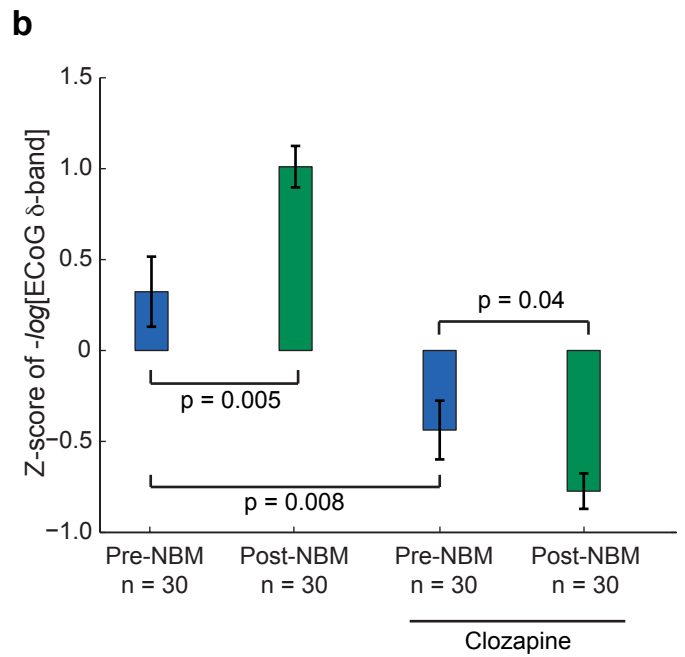 b
Z-score of -log[ECoG δ-band]
1.5
1.0
0.5
0
−0.5
−1.0
p = 0.04
p = 0.005
p = 0.008
Pre-NBM Post-NBM Pre-NBM Post-NBM
n = 30 n = 30 n = 30 n = 30
Clozapine